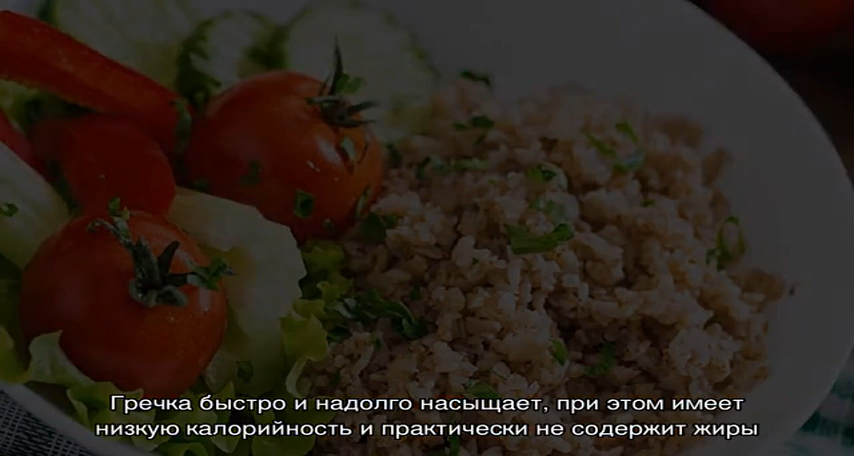 Гречка быстро и надолго насыщает, при этом имеет
низкую калорийность и практически не содержит жиры